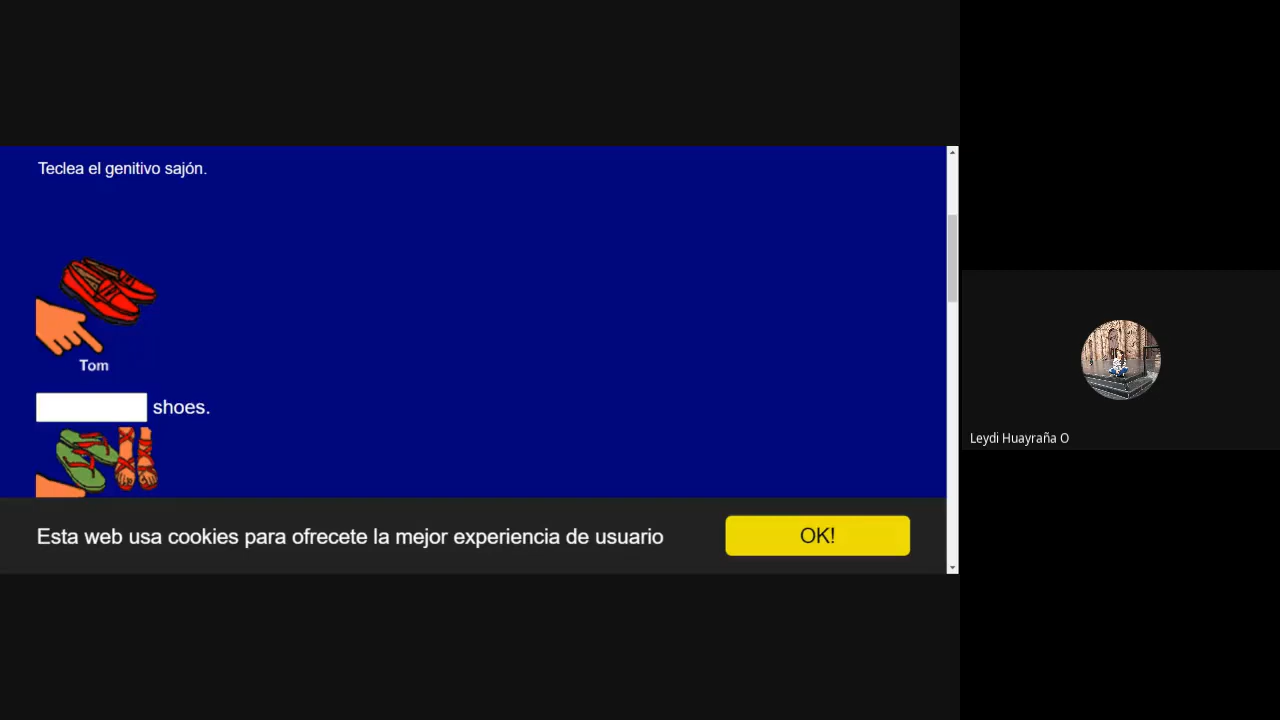 Teclea el genitivo sajón.
Tom
shoes.
Esta web usa cookies para ofrecete la mejor experiencia de usuario
OK!
Leydi Huayraña O